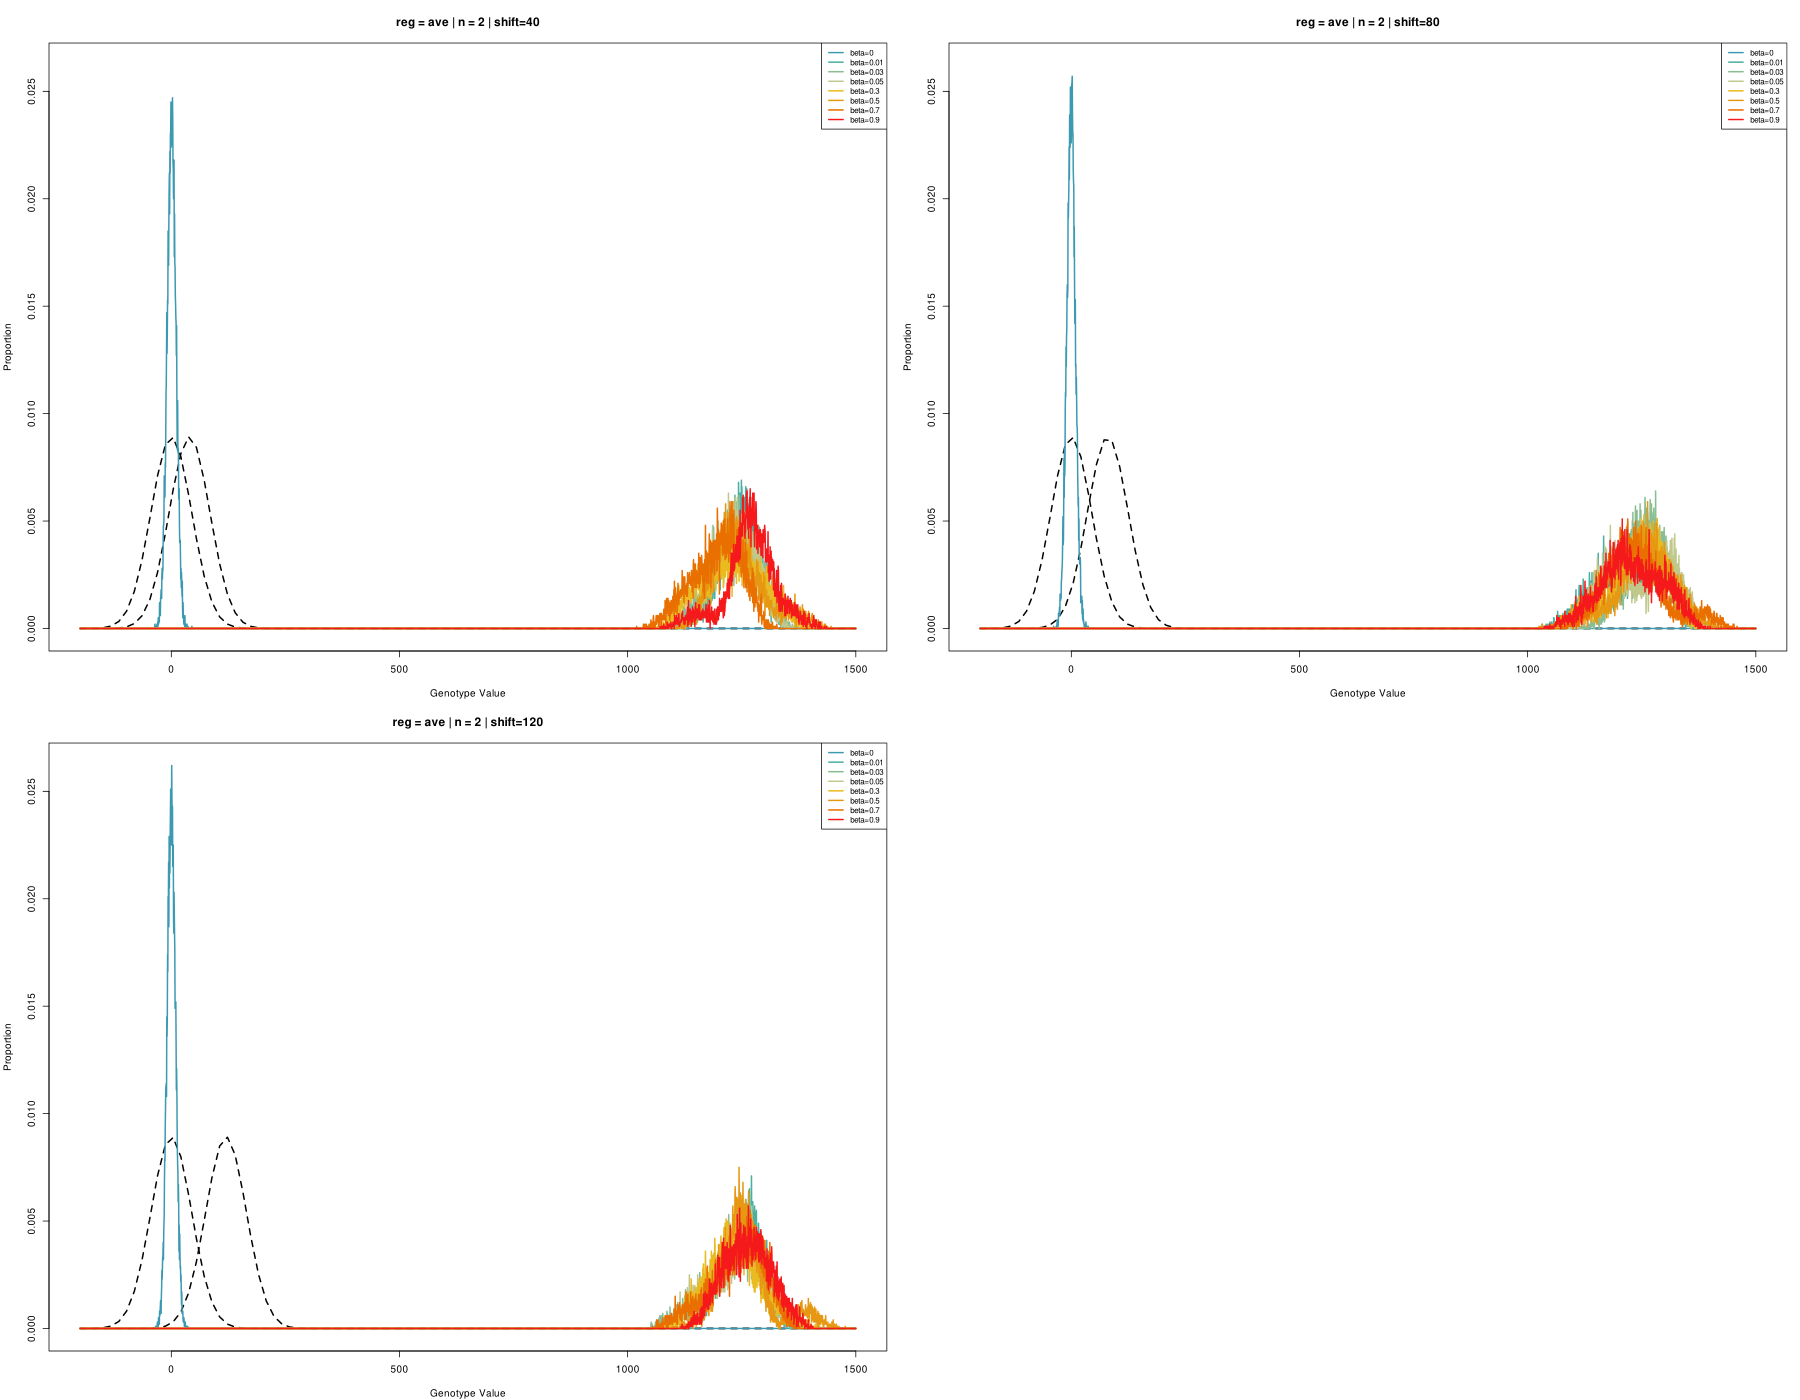 reg = ave | n = 2 | shift=40
Proportion
0.025
0.020
0.015
0.010
0.005
0.000
beta=0
beta=0.01
beta=0.03
beta=0.05
beta=0.3
beta=0.5
beta=0.7
beta=0.9
0 500 1000 1500
Genotype Value
reg = ave | n = 2 | shift=80
Proportion
0.025
0.020
0.015
0.010
0.005
0.000
beta=0
beta=0.01
beta=0.03
beta=0.05
beta=0.3
beta=0.5
beta=0.7
beta=0.9
0 500 1000 1500
Genotype Value
reg = ave | n = 2 | shift=120
Proportion
0.025
0.020
0.015
0.010
0.005
0.000
beta=0
beta=0.01
beta=0.03
beta=0.05
beta=0.3
beta=0.5
beta=0.7
beta=0.9
0 500 1000 1500
Genotype Value